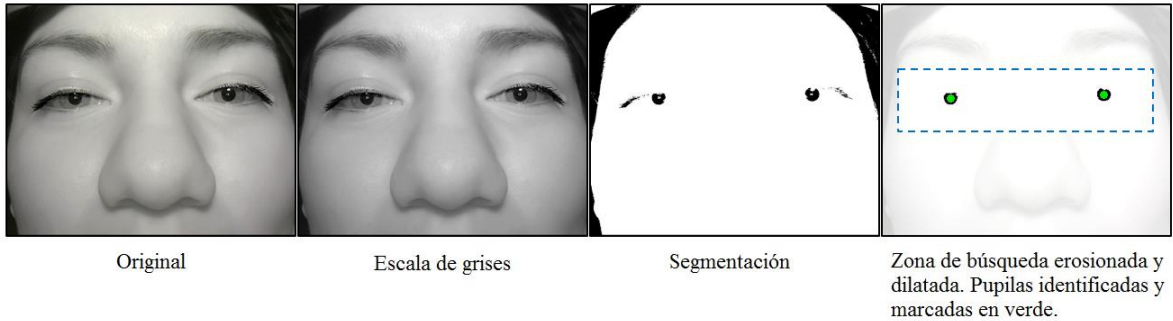 Original
Escala de grises
Segmentación
Zona de búsqueda erosionada y
dilatada. Pupilas identificadas y
marcadas en verde.